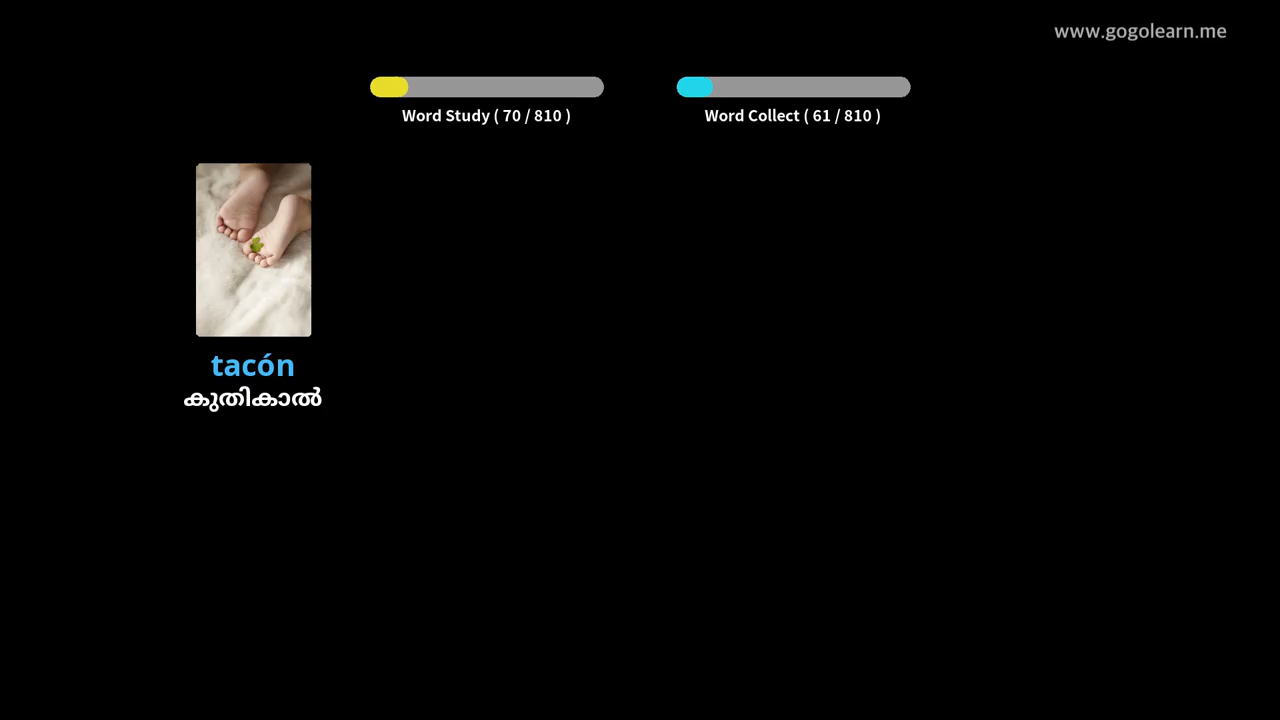 www.gogolearn.me
Word Study ( 70 / 810 )
Word Collect ( 61 / 810 )
tacón
കുതികാൽ